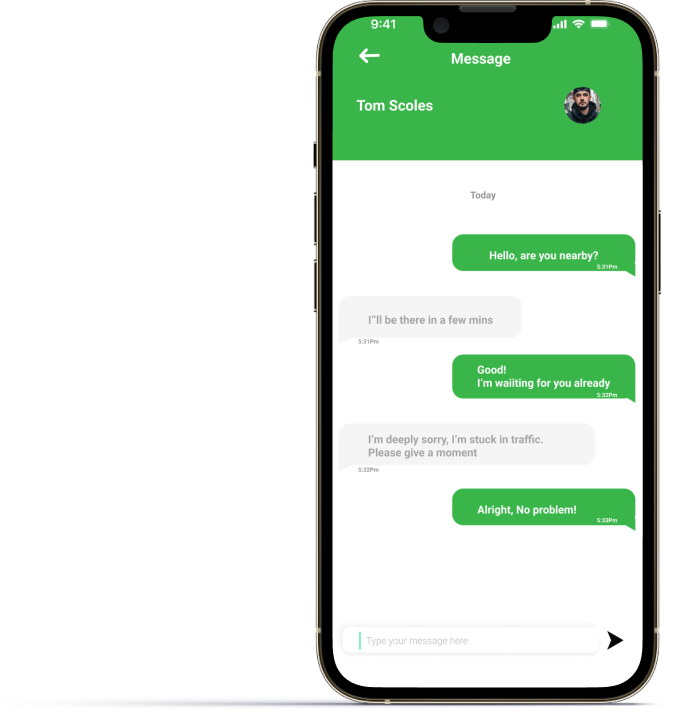 9:41
Message
Tom Scoles
Today
Hello, are you nearby?
5:31Pm
I"ll be there in a few mins
5:31Pm
Good!
I'm waiiting for you already
5:32Pm
I'm deeply sorry, I'm stuck in traffic.
Please give a moment
5:32Pm
Alright, No problem!
5:33Pm
Type your message here